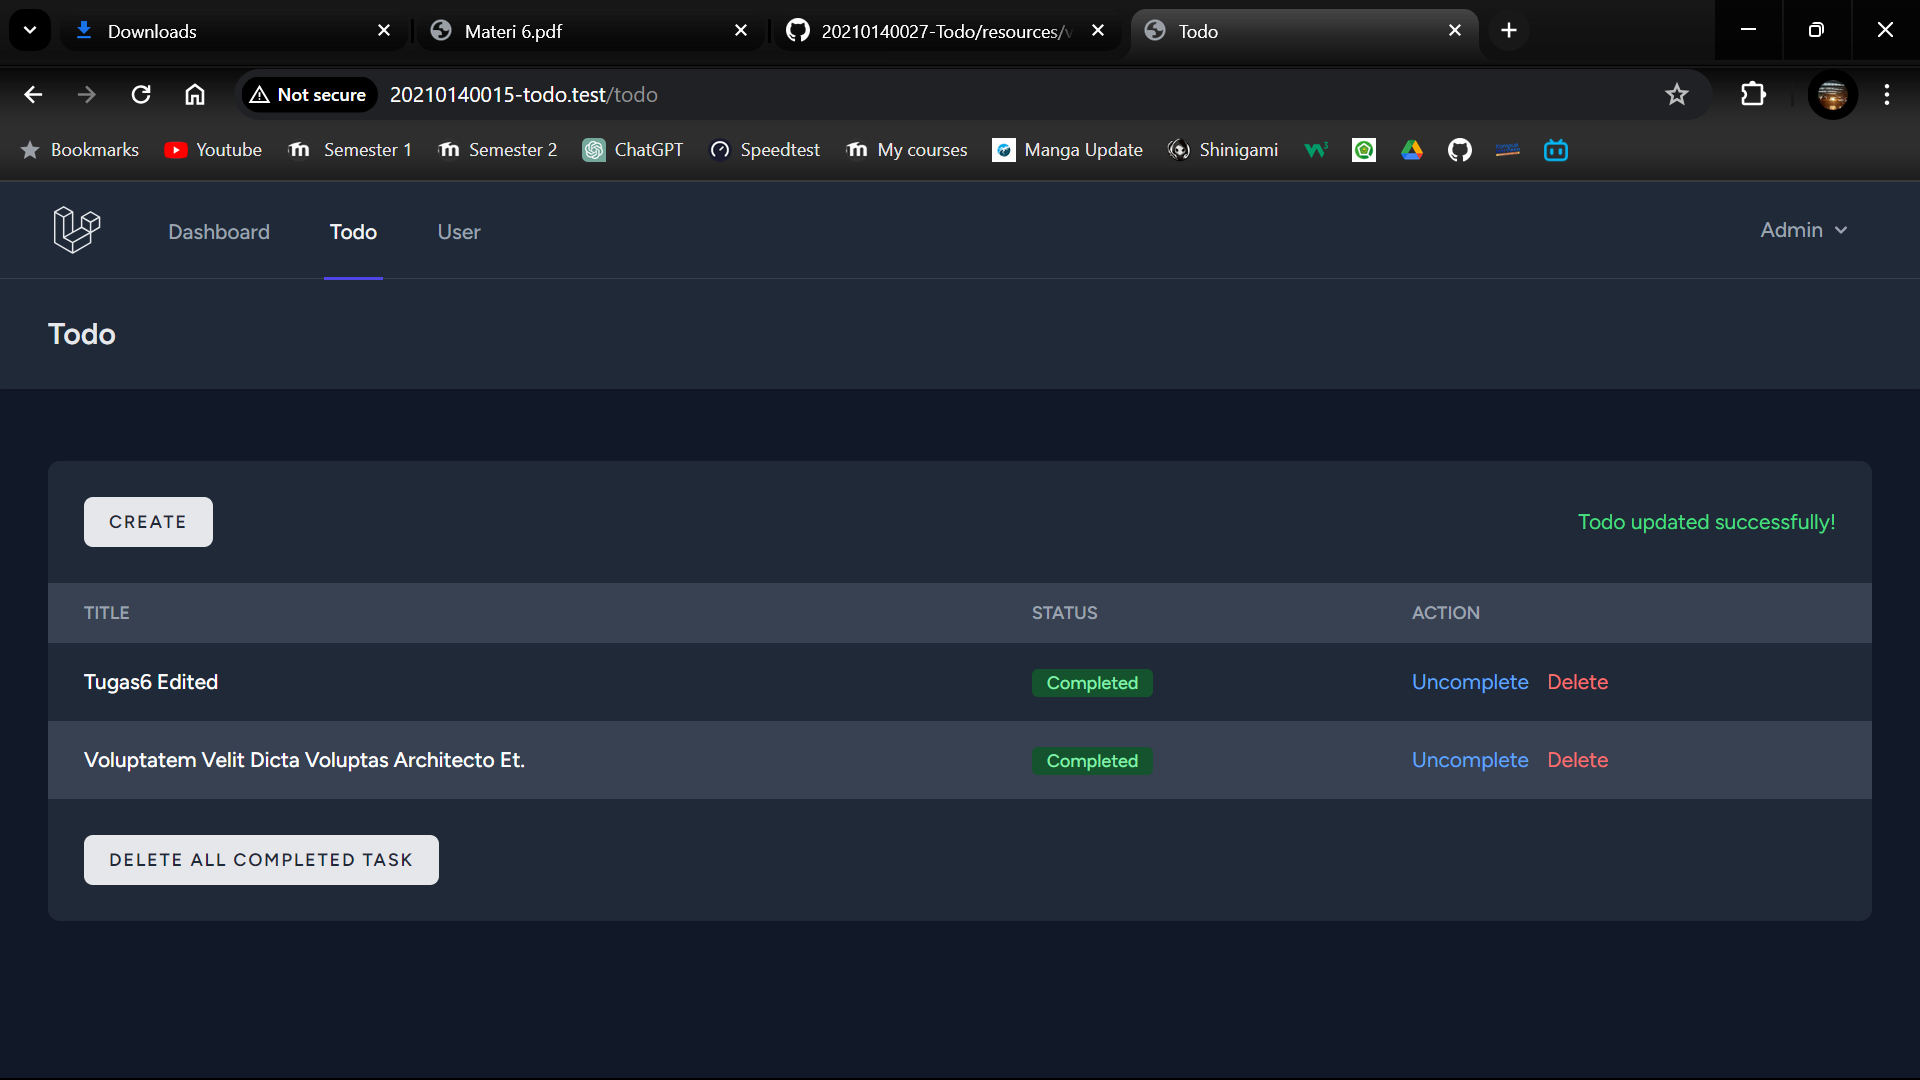 Downloads
Materi 6.pdf
20210140027-Todo/resources/v
Todo
Not secure
20210140015-todo.test/todo
Bookmarks
Youtube
Semester 1
Semester 2
ChatGPT
Speedtest
My courses
Manga Update
Shinigami
Dashboard
Todo
User
Admin
Todo
CREATE
Todo updated successfully!
TITLE STATUS ACTION
Tugas6 Edited Completed Uncomplete Delete
Voluptatem Velit Dicta Voluptas Architecto Et. Completed Uncomplete Delete
DELETE ALL COMPLETED TASK